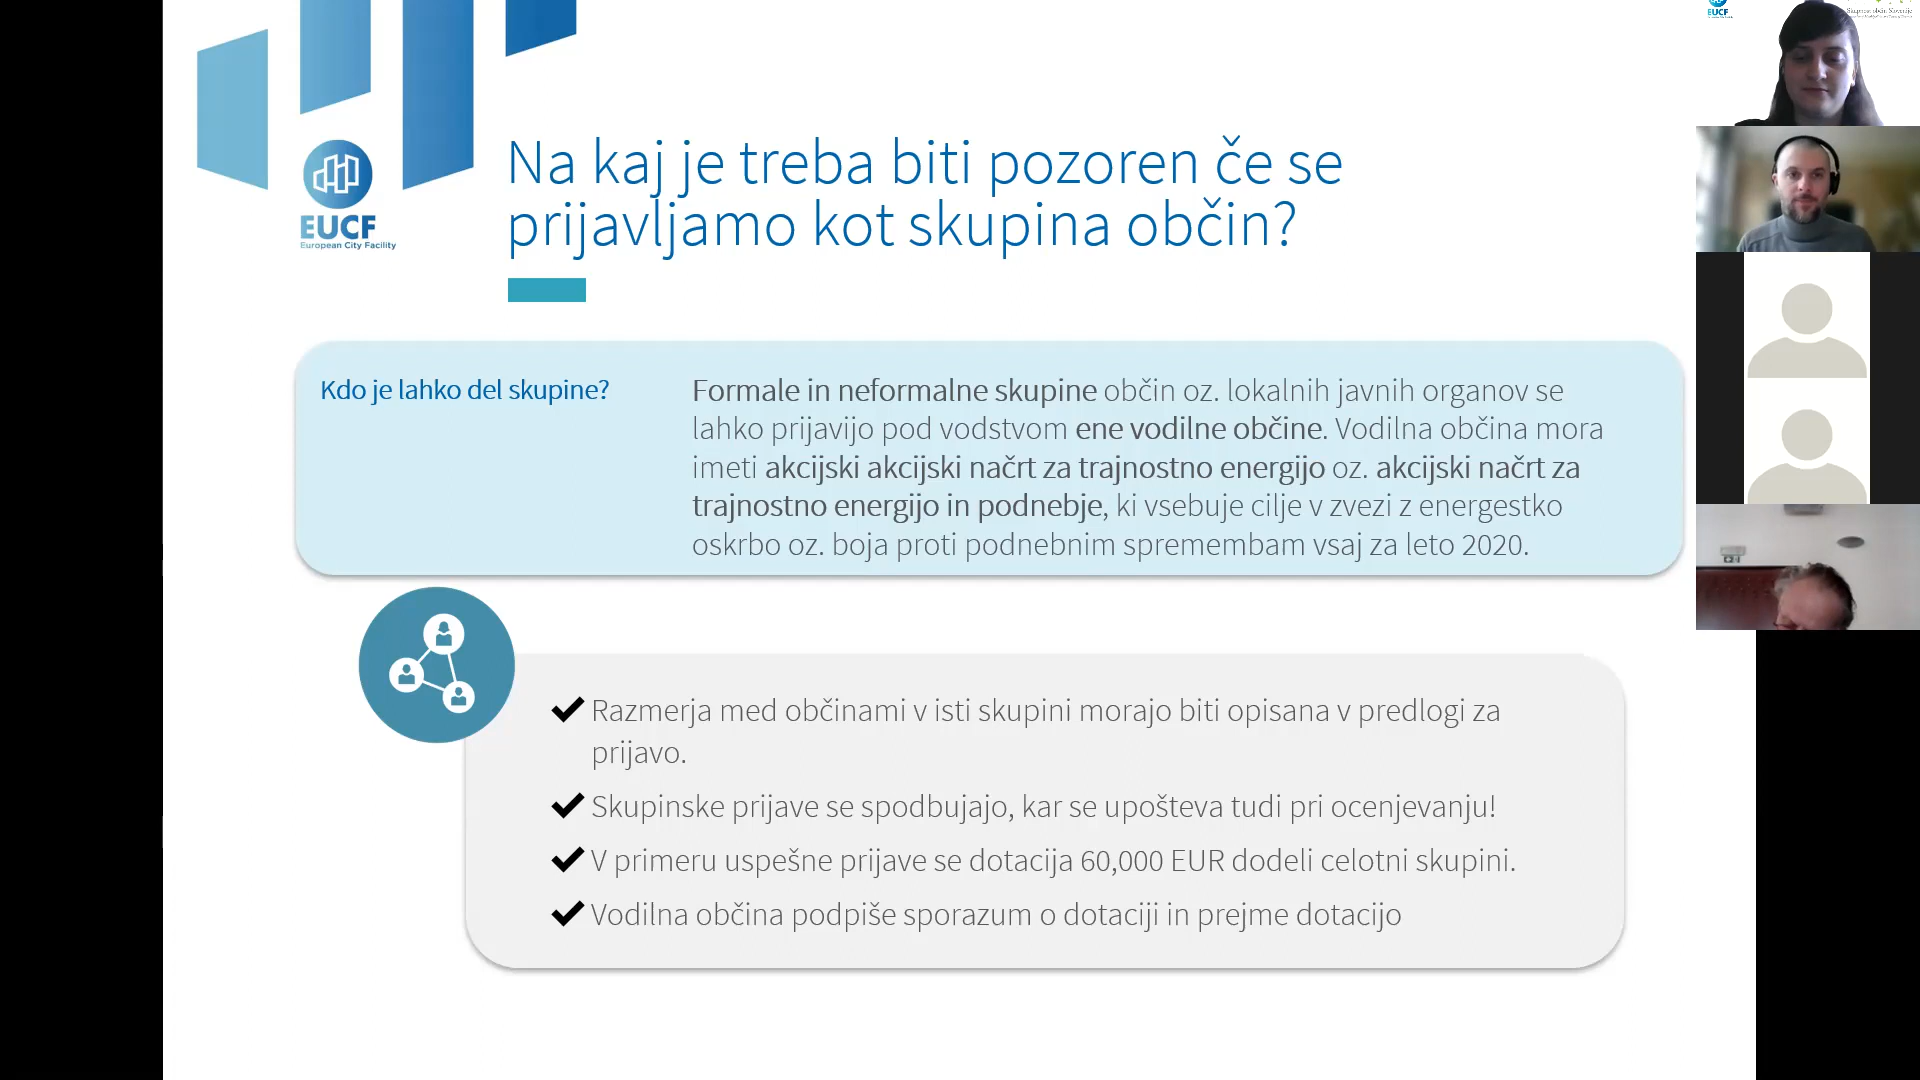 Na kaj je treba biti pozoren če se
prijavljamo kot skupina občin?
EUCF
European City Facility
Kdo je lahko del skupine?
Formale in neformalne skupine občin oz. lokalnih javnih organov se
lahko prijavijo pod vodstvom ene vodilne občine. Vodilna občina mora
imeti akcijski akcijski načrt za trajnostno energijo oz. akcijski načrt za
trajnostno energijo in podnebje, ki vsebuje cilje v zvezi z energestko
oskrbo oz. boja proti podnebnim spremembam vsaj za leto 2020.
Razmerja med občinami v isti skupini morajo biti opisana v predlogi za
prijavo.
Skupinske prijave se spodbujajo, kar se upošteva tudi pri ocenjevanju!
V primeru uspešne prijave se dotacija 60,000 EUR dodeli celotni skupini.
Vodilna občina podpiše sporazum o dotaciji in prejme dotacijo
EUCF
Skupnost občin Slovenije